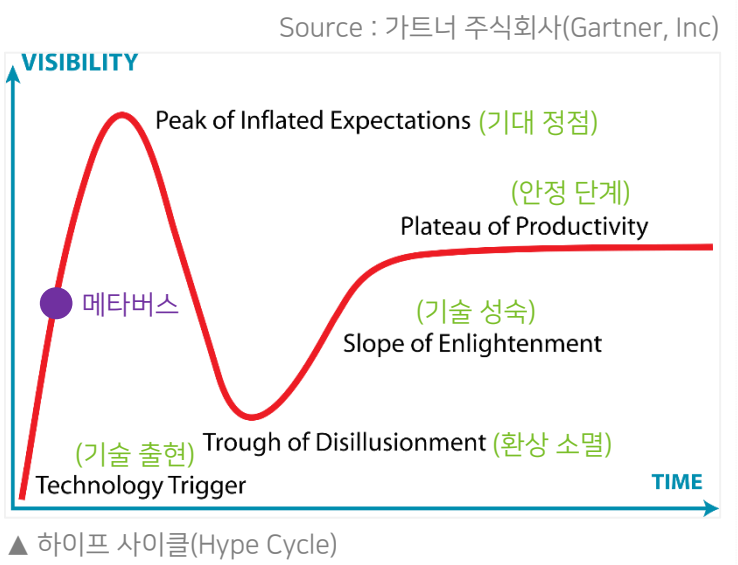 Source : 가트너 주식회사(Gartner, Inc)
VISIBILITY
Peak of Inflated Expectations (기대 정점)
(안정 단계)
Plateau of Productivity
메타버스
(기술 성숙)
Slope of Enlightenment
Trough of Disillusionment (환상 소멸)
(기술 출현)
Technology Trigger
TIME
▲ 하이프 사이클(Hype Cycle)